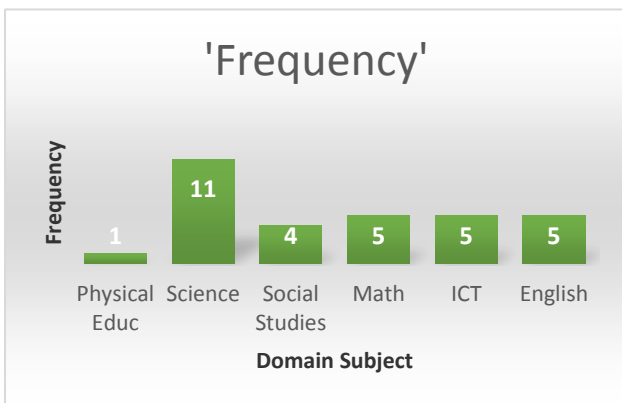 'Frequency'
Frequency
1
11
4
5
5
5
Physical Educ
Science
Social Studies
Math
ICT
English
Domain Subject